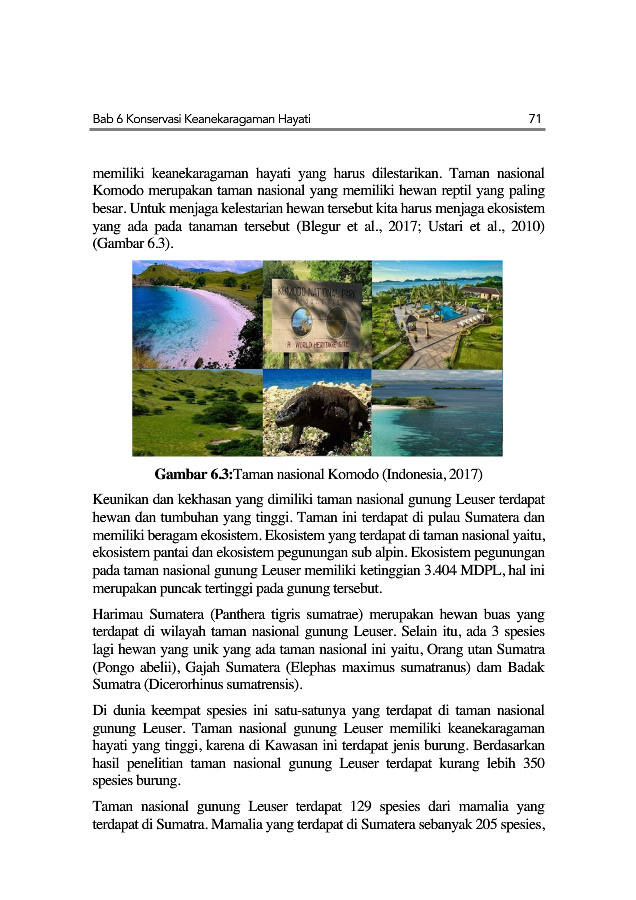 Bab 6 Konservasi Keanekaragaman Hayati 71
memiliki keanekaragaman hayati yang harus dilestarikan. Taman nasional
Komodo merupakan taman nasional yang memiliki hewan reptil yang paling
besar. Untuk menjaga kelestarian hewan tersebut kita harus menjaga ekosistem
yang ada pada tanaman tersebut (Blegur et al., 2017; Ustari et al., 2010)
(Gambar 6.3).
KOMODO NATIONAL PARK
A WORLD HERITAGE SITE
Gambar 6.3:Taman nasional Komodo (Indonesia, 2017)
Keunikan dan kekhasan yang dimiliki taman nasional gunung Leuser terdapat
hewan dan tumbuhan yang tinggi. Taman ini terdapat di pulau Sumatera dan
memiliki beragam ekosistem. Ekosistem yang terdapat di taman nasional yaitu,
ekosistem pantai dan ekosistem pegunungan sub alpin. Ekosistem pegunungan
pada taman nasional gunung Leuser memiliki ketinggian 3.404 MDPL, hal ini
merupakan puncak tertinggi pada gunung tersebut.
Harimau Sumatera (Panthera tigris sumatrae) merupakan hewan buas yang
terdapat di wilayah taman nasional gunung Leuser. Selain itu, ada 3 spesies
lagi hewan yang unik yang ada taman nasional ini yaitu, Orang utan Sumatra
(Pongo abelii), Gajah Sumatera (Elephas maximus sumatranus) dam Badak
Sumatra (Dicerorhinus sumatrensis).
Di dunia keempat spesies ini satu-satunya yang terdapat di taman nasional
gunung Leuser. Taman nasional gunung Leuser memiliki keanekaragaman
hayati yang tinggi, karena di Kawasan ini terdapat jenis burung. Berdasarkan
hasil penelitian taman nasional gunung Leuser terdapat kurang lebih 350
spesies burung.
Taman nasional gunung Leuser terdapat 129 spesies dari mamalia yang
terdapat di Sumatra. Mamalia yang terdapat di Sumatera sebanyak 205 spesies,